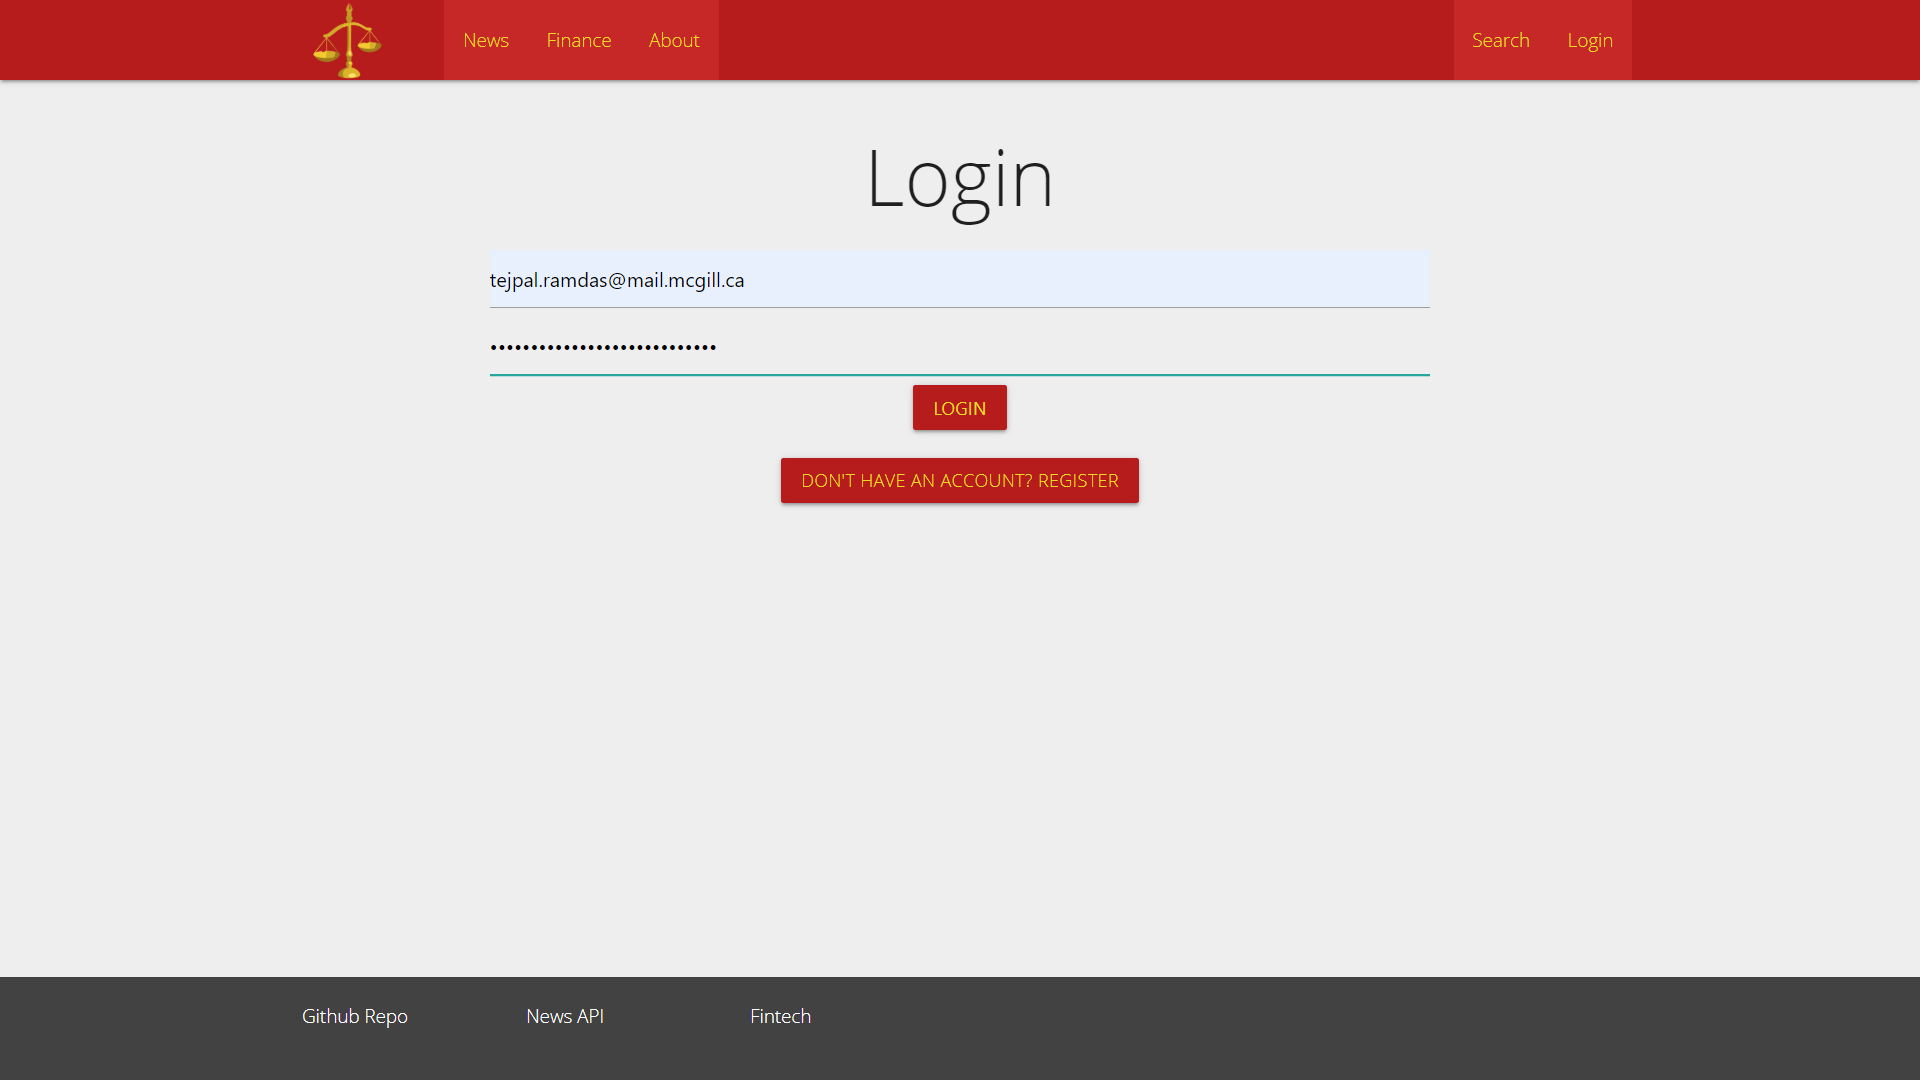 News Finance About Search Login
Login
tejpal.ramdas@mail.mcgill.ca
••••••••••••••••••••••••••••
LOGIN
DON'T HAVE AN ACCOUNT? REGISTER
Github Repo News API Fintech